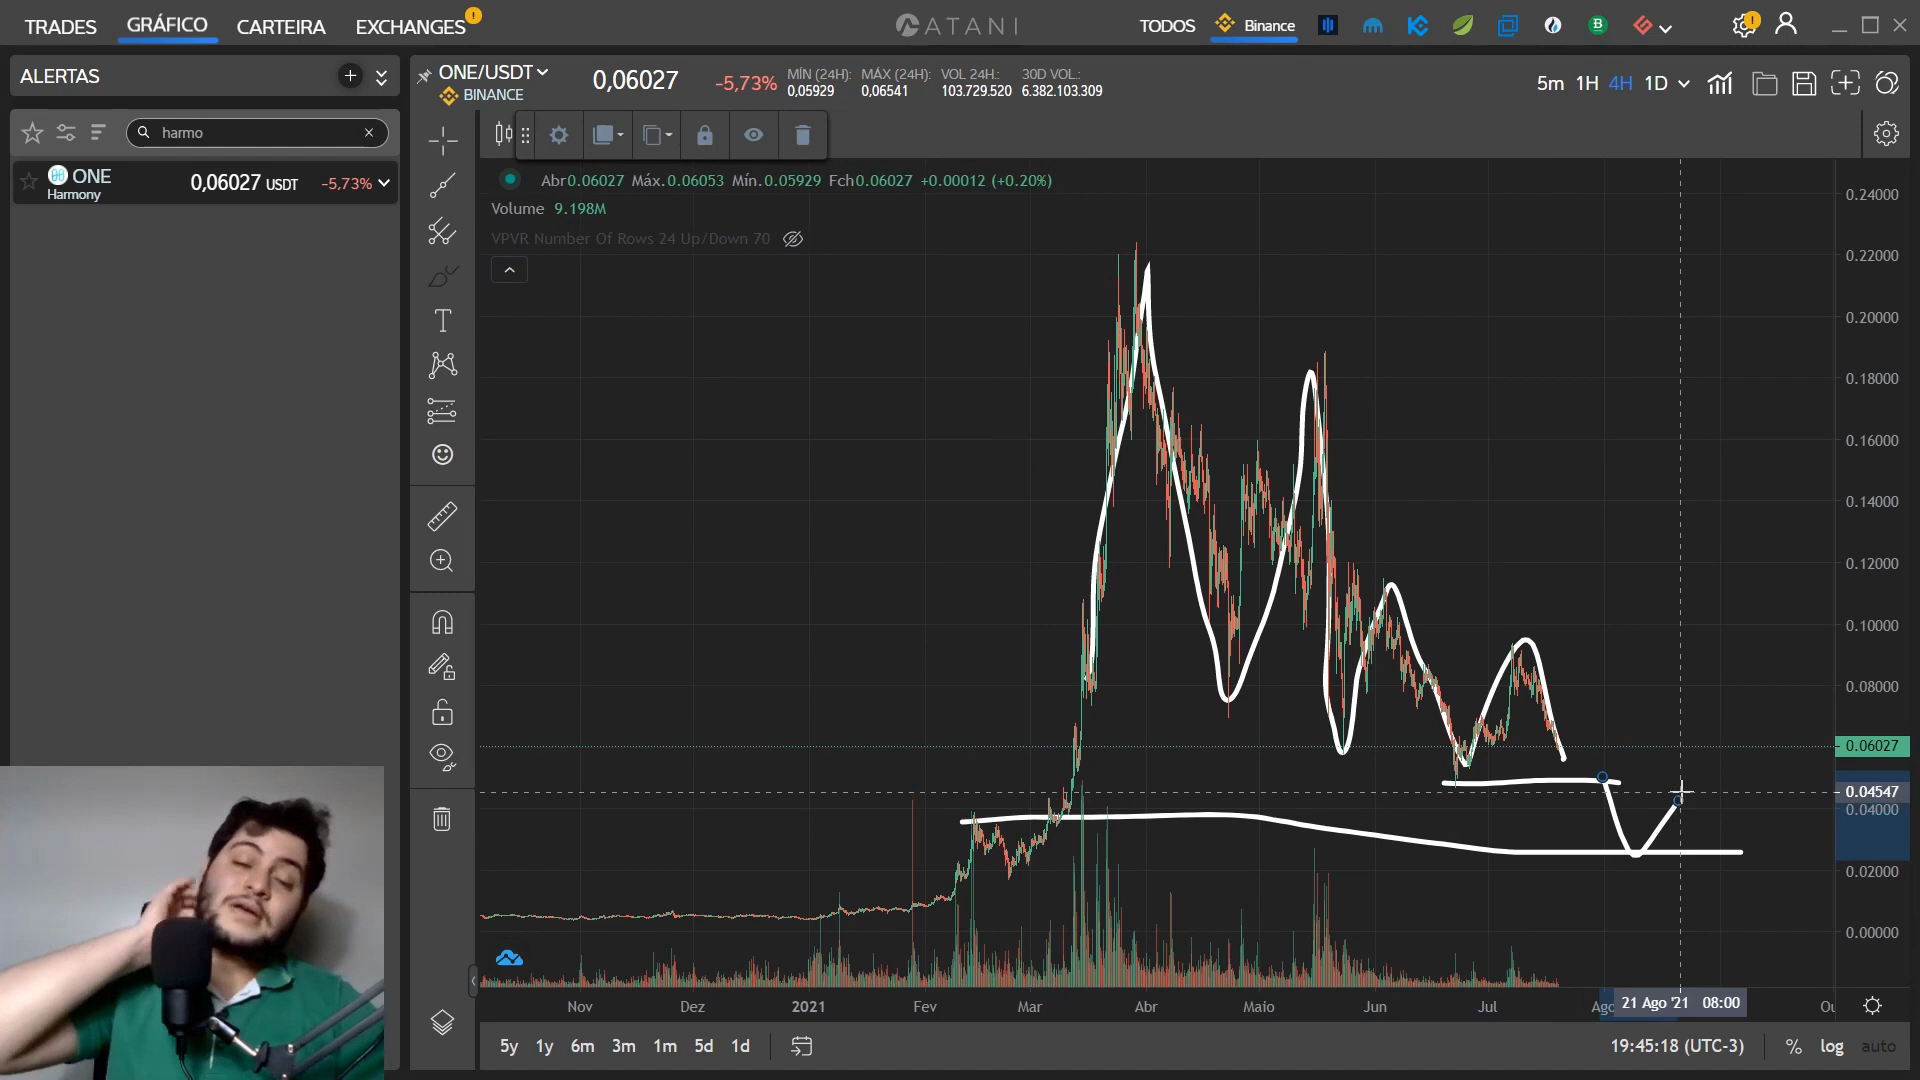 TRADES GRÁFICO CARTEIRA EXCHANGES !
ATANI
TODOS Binance
ALERTAS
harmo
ONE 0,06027 USDT -5,73%
Harmony
ONE/USDT
BINANCE
0,06027 -5,73%
MÍN (24H): MÁX (24H): VOL 24H.: 30D VOL.:
0,05929 0,06541 103.729.520 6.382.103.309
5m 1H 4H 1D
Abr0.06027 Máx.0.06053 Mín.0.05929 Fch0.06027 +0.00012 (+0.20%)
Volume 9.198M
VPVR Number Of Rows 24 Up/Down 70
0.24000
0.22000
0.20000
0.18000
0.16000
0.14000
0.12000
0.10000
0.08000
0.06027
0.04547
0.04000
0.02000
0.00000
Nov Dez 2021 Fev Mar Abr Maio Jun Jul Ago 21 Ago '21 08:00
5y 1y 6m 3m 1m 5d 1d
19:45:18 (UTC-3) % log auto